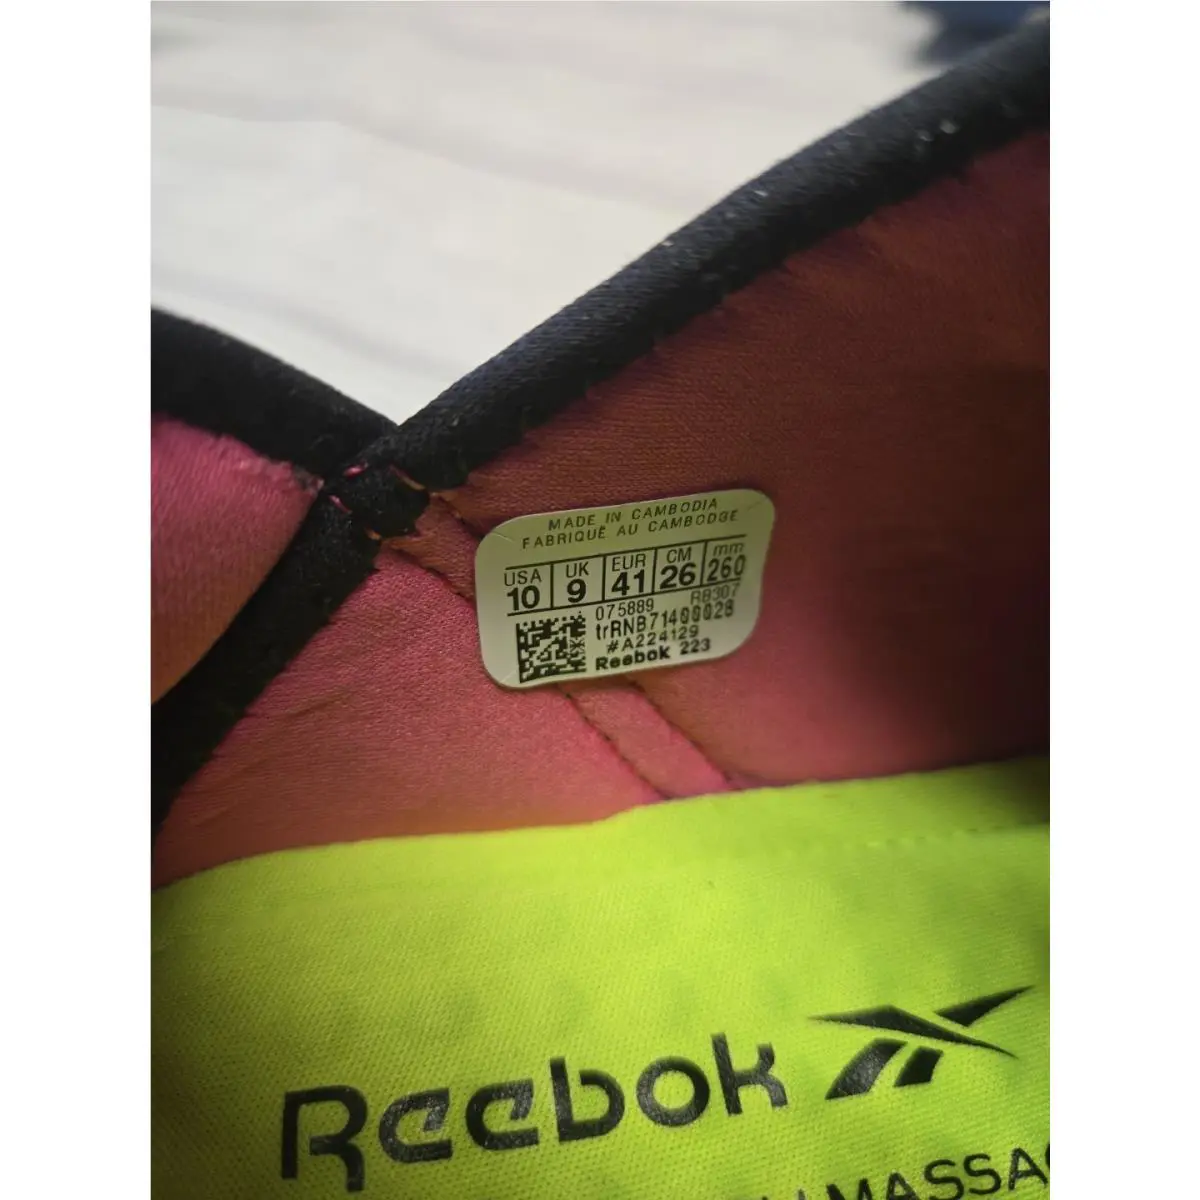 MADE IN CAMBODIA
FABRIQUÉ AU CAMBODGE
USA UK EUR CM mm
10 9 41 26 260
075889 RB307
trRNB71400028
#A224129
Reebok 223
Reebok
MASSAG